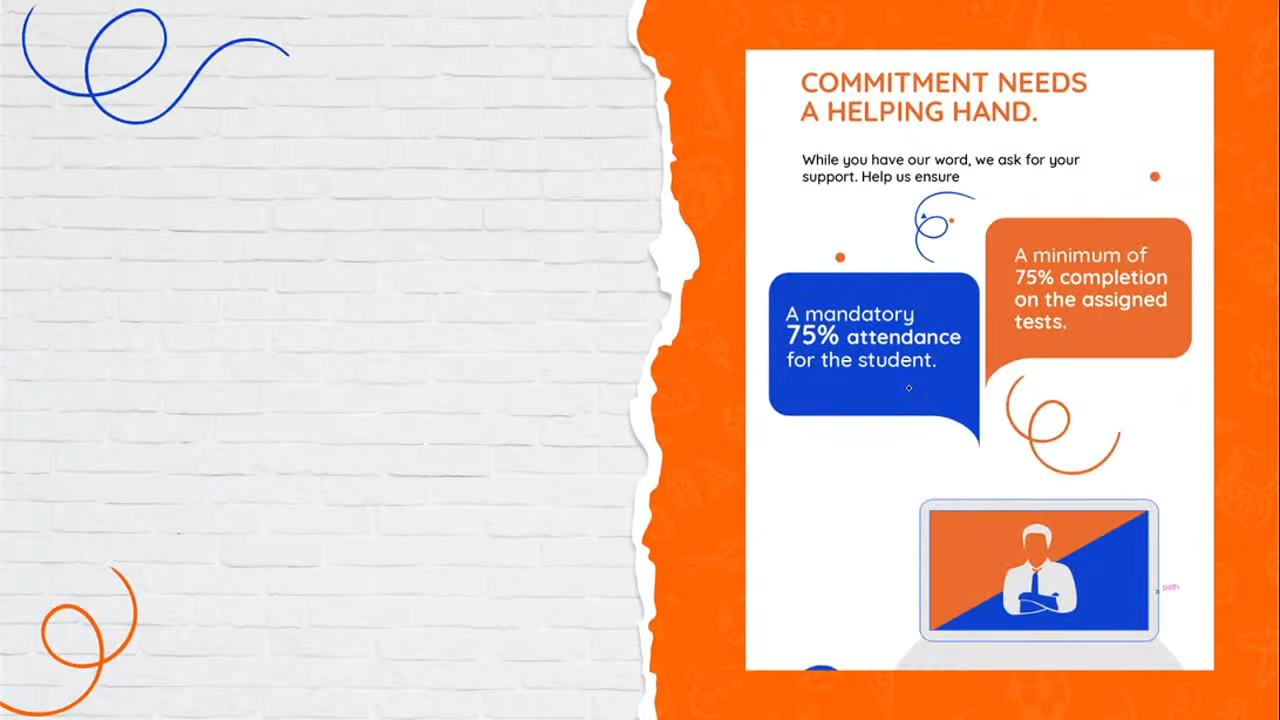 COMMITMENT NEEDS
A HELPING HAND.
While you have our word, we ask for your
support. Help us ensure
A minimum of
75% completion
on the assigned
tests.
A mandatory
75% attendance
for the student.
path